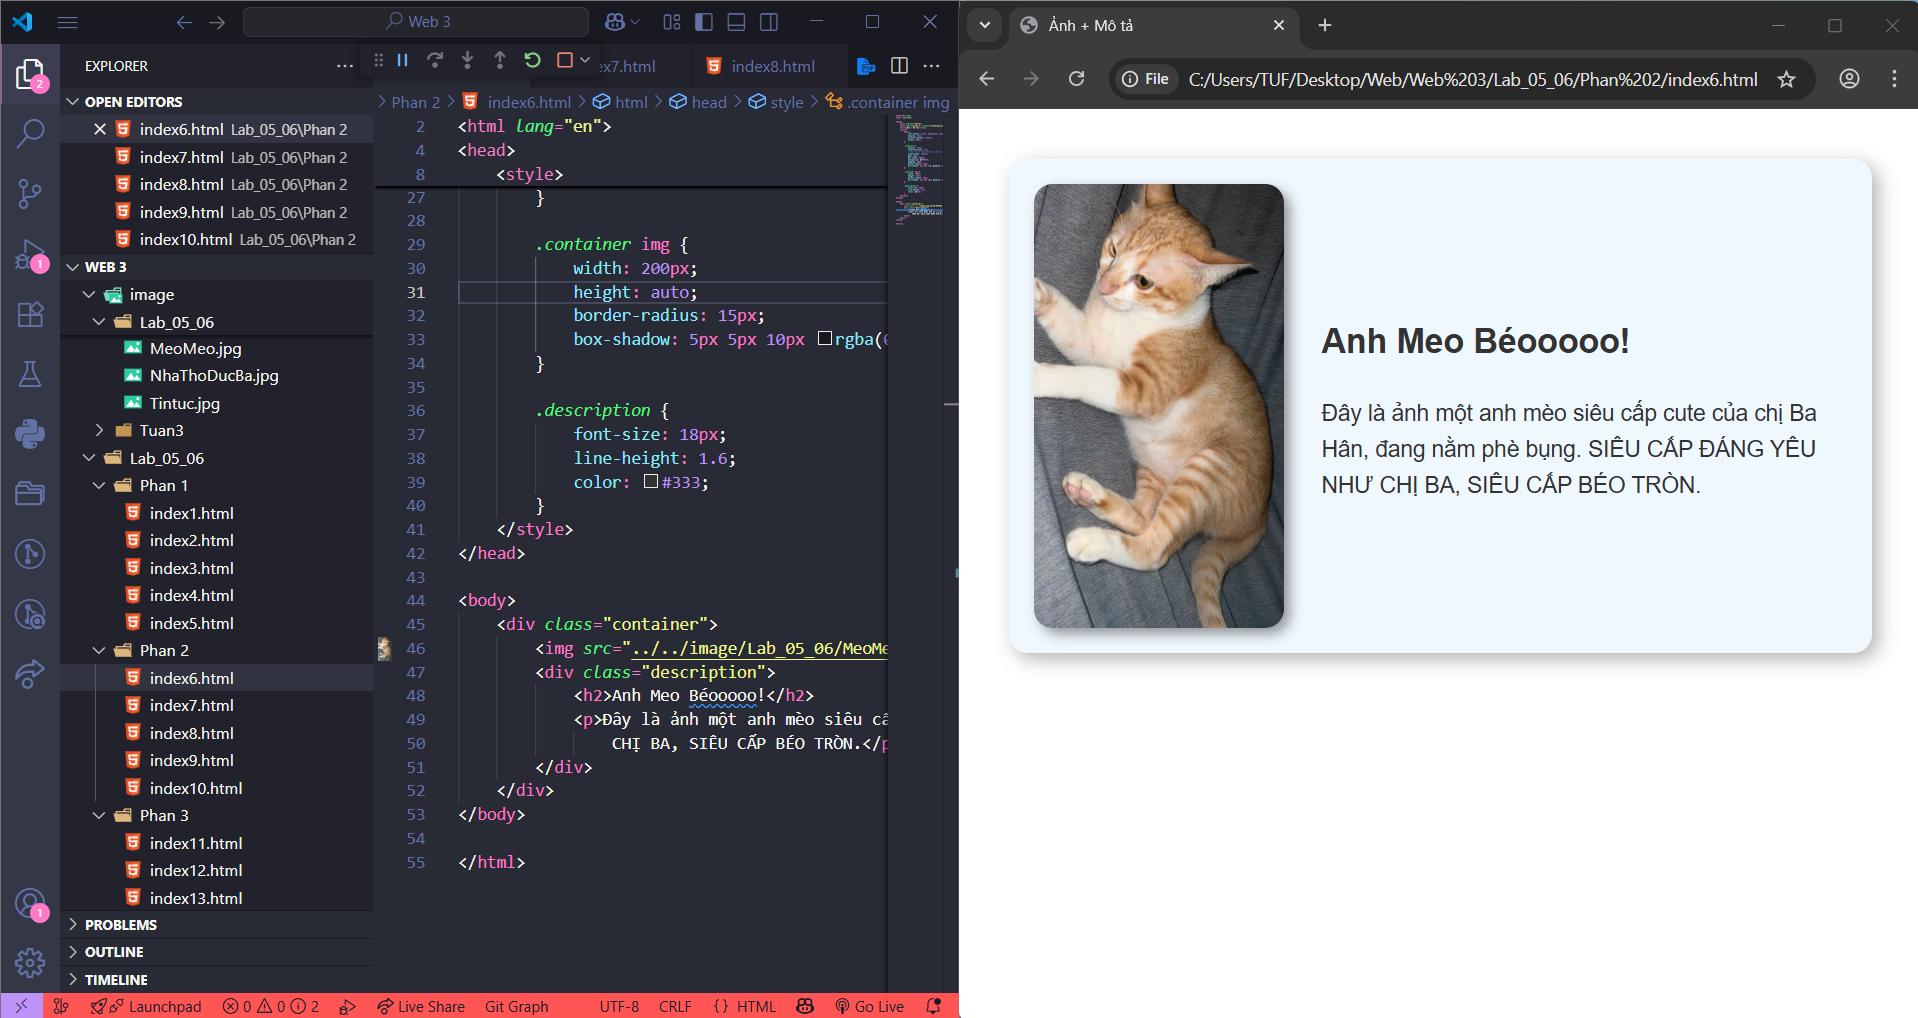 Web 3
EXPLORER
ex7.html
index8.html
OPEN EDITORS
index6.html Lab_05_06\Phan 2
index7.html Lab_05_06\Phan 2
index8.html Lab_05_06\Phan 2
index9.html Lab_05_06\Phan 2
index10.html Lab_05_06\Phan 2
WEB 3
image
Lab_05_06
MeoMeo.jpg
NhaThoDucBa.jpg
Tintuc.jpg
Tuan3
Lab_05_06
Phan 1
index1.html
index2.html
index3.html
index4.html
index5.html
Phan 2
index6.html
index7.html
index8.html
index9.html
index10.html
Phan 3
index11.html
index12.html
index13.html
PROBLEMS
OUTLINE
TIMELINE
Phan 2 > index6.html > html > head > style > .container img
2 <html lang="en">
4 <head>
8 <style>
27 }
28
29 .container img {
30 width: 200px;
31 height: auto;
32 border-radius: 15px;
33 box-shadow: 5px 5px 10px rgba(0
34 }
35
36 .description {
37 font-size: 18px;
38 line-height: 1.6;
39 color: #333;
40 }
41 </style>
42 </head>
43
44 <body>
45 <div class="container">
46 <img src="../../image/Lab_05_06/MeoMe
47 <div class="description">
48 <h2>Anh Meo Béooooo!</h2>
49 <p>Đây là ảnh một anh mèo siêu cấ
50 CHỊ BA, SIÊU CẤP BÉO TRÒN.</p
51 </div>
52 </div>
53 </body>
54
55 </html>
2
1
1
Launchpad 0 0 2 Live Share Git Graph UTF-8 CRLF {} HTML Go Live
Ảnh + Mô tả
File C:/Users/TUF/Desktop/Web/Web%203/Lab_05_06/Phan%202/index6.html
Anh Meo Béooooo!
Đây là ảnh một anh mèo siêu cấp cute của chị Ba
Hân, đang nằm phè bụng. SIÊU CẤP ĐÁNG YÊU
NHƯ CHỊ BA, SIÊU CẤP BÉO TRÒN.